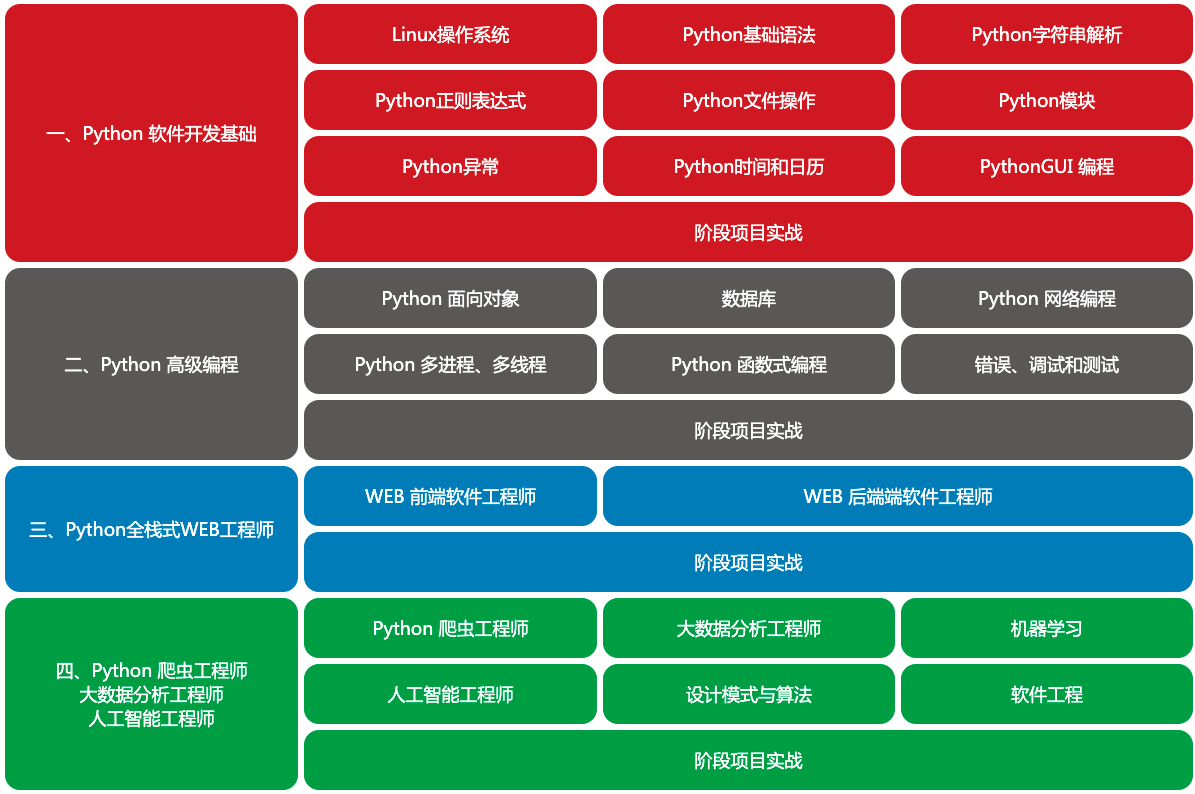 一、Python 软件开发基础
Linux操作系统
Python基础语法
Python字符串解析
Python正则表达式
Python文件操作
Python模块
Python异常
Python时间和日历
PythonGUI 编程
阶段项目实战
二、Python 高级编程
Python 面向对象
数据库
Python 网络编程
Python 多进程、多线程
Python 函数式编程
错误、调试和测试
阶段项目实战
三、Python全栈式WEB工程师
WEB 前端软件工程师
WEB 后端端软件工程师
阶段项目实战
四、Python 爬虫工程师
大数据分析工程师
人工智能工程师
Python 爬虫工程师
大数据分析工程师
机器学习
人工智能工程师
设计模式与算法
软件工程
阶段项目实战